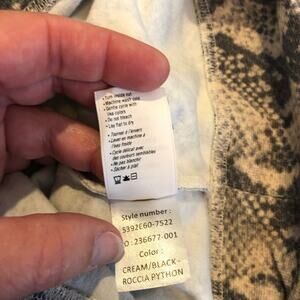 • Turn inside out
• Machine wash cold
• Gentle cycle with
like colors
• Do not bleach
• Lay flat to dry
• Tourner à l'envers
• Laver en machine à
l'eau froide
• Cycle délicat avec
des couleurs semblables
• Ne pas blanchir
• Sécher à plat
Style number :
5392E60-7522
O : 236677-001
Color :
CREAM/BLACK-
ROCCIA PYTHON